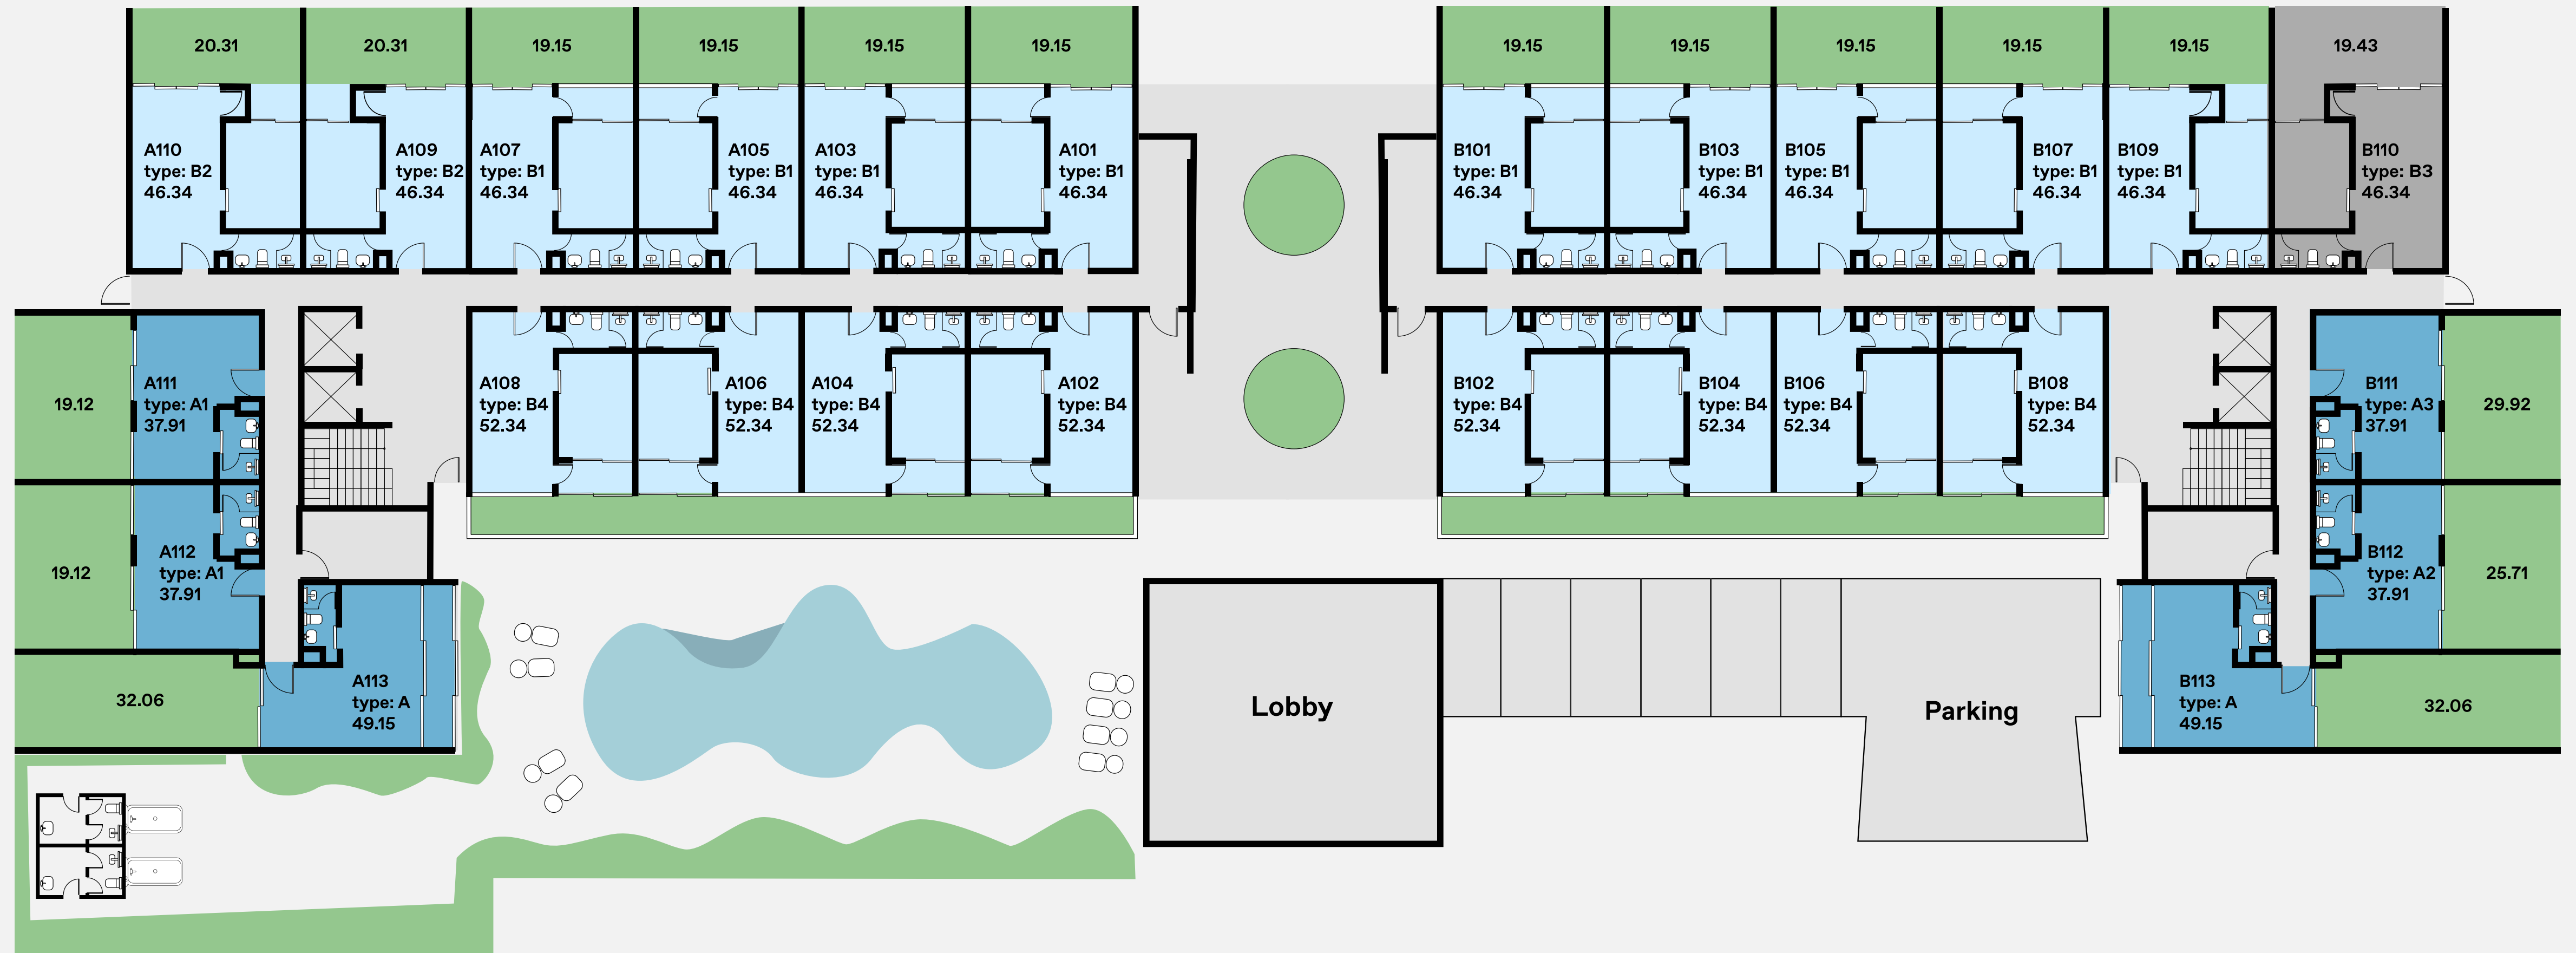 20.31
20.31
19.15
19.15
19.15
19.15
19.15
19.15
19.15
19.15
19.15
19.43
A110
type: B2
46.34
A109
type: B2
46.34
A107
type: B1
46.34
A105
type: B1
46.34
A103
type: B1
46.34
A101
type: B1
46.34
B101
type: B1
46.34
B103
type: B1
46.34
B105
type: B1
46.34
B107
type: B1
46.34
B109
type: B1
46.34
B110
type: B3
46.34
19.12
A111
type: A1
37.91
A108
type: B4
52.34
A106
type: B4
52.34
A104
type: B4
52.34
A102
type: B4
52.34
B102
type: B4
52.34
B104
type: B4
52.34
B106
type: B4
52.34
B108
type: B4
52.34
B111
type: A3
37.91
29.92
19.12
A112
type: A1
37.91
B112
type: A2
37.91
25.71
32.06
A113
type: A
49.15
Lobby
Parking
B113
type: A
49.15
32.06